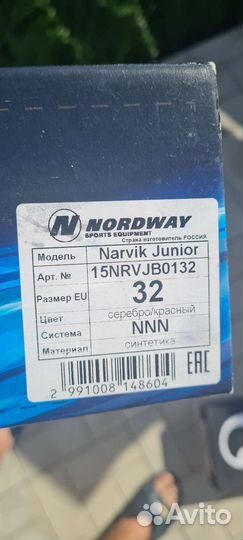 NORDWAY
SPORTS EQUIPMENT
Страна изготовитель РОССИЯ
Модель Narvik Junior
Арт. № 15NRVJB0132
Размер EU 32
Цвет серебро/красный
Система NNN
Материал синтетика
2 991008 148604
EAC
Avito